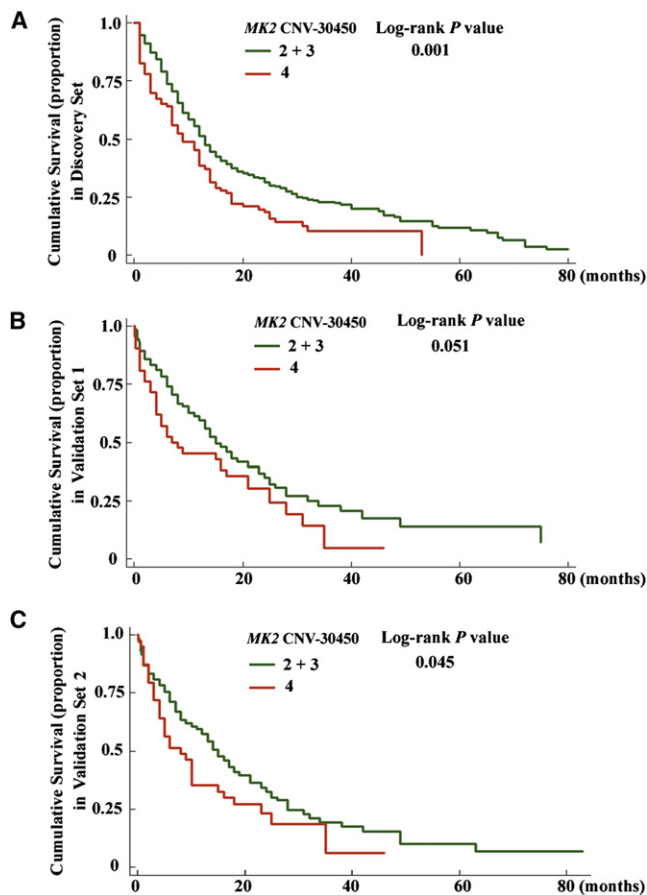 A
MK2 CNV-30450 Log-rank P value
2 + 3 0.001
4
Cumulative Survival (proportion)
in Discovery Set
1.0
0.75
0.5
0.25
0
0 20 40 60 80 (months)
B
MK2 CNV-30450 Log-rank P value
2 + 3 0.051
4
Cumulative Survival (proportion)
in Validation Set 1
1.0
0.75
0.5
0.25
0
0 20 40 60 80 (months)
C
MK2 CNV-30450 Log-rank P value
2 + 3 0.045
4
Cumulative Survival (proportion)
in Validation Set 2
1.0
0.75
0.5
0.25
0
0 20 40 60 80 (months)